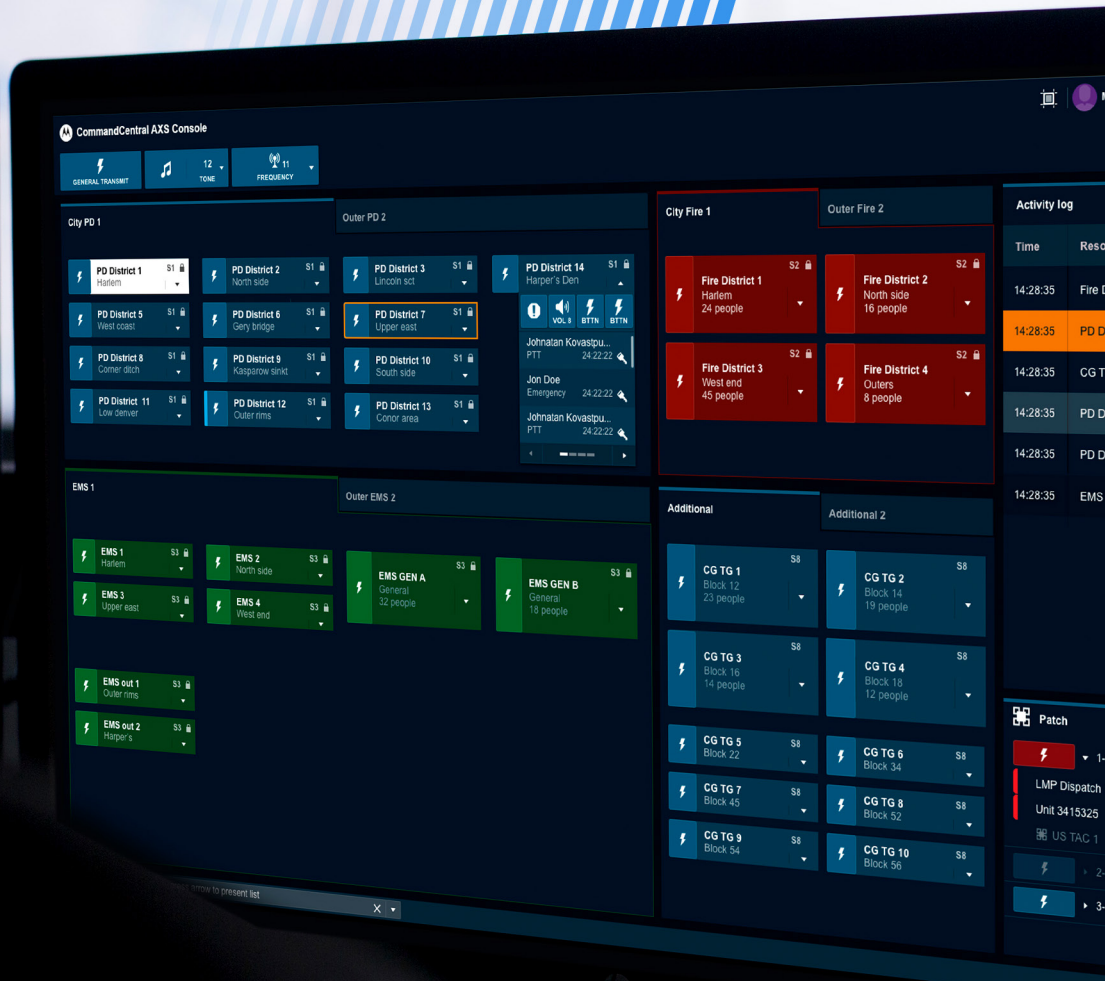 CommandCentral AXS Console
GENERAL TRANSMIT
12
TONE
11
FREQUENCY
City PD 1
Outer PD 2
PD District 1 S1
Harlem
PD District 2 S1
North side
PD District 3 S1
Lincoln sct
PD District 14 S1
Harper's Den
VOL 8
BTTN
BTTN
Johnatan Kovastpu...
PTT 24:22:22
Jon Doe
Emergency 24:22:22
Johnatan Kovastpu...
PTT 24:22:22
PD District 5 S1
West coast
PD District 6 S1
Gery bridge
PD District 7 S1
Upper east
PD District 8 S1
Corner ditch
PD District 9 S1
Kasparow sinkt
PD District 10 S1
South side
PD District 11 S1
Low denver
PD District 12 S1
Outer rims
PD District 13 S1
Conor area
City Fire 1
Outer Fire 2
Fire District 1 S2
Harlem
24 people
Fire District 2 S2
North side
16 people
Fire District 3 S2
West end
45 people
Fire District 4 S2
Outers
8 people
Activity log
Time Reso
14:28:35 Fire D
14:28:35 PD D
14:28:35 CG T
14:28:35 PD D
14:28:35 PD D
14:28:35 EMS
EMS 1
Outer EMS 2
EMS 1 S3
Harlem
EMS 2 S3
North side
EMS GEN A S3
General
32 people
EMS GEN B S3
General
18 people
EMS 3 S3
Upper east
EMS 4 S3
West end
EMS out 1 S3
Outer rims
EMS out 2 S3
Harper's
arrow to present list
X
Additional
Additional 2
CG TG 1 S8
Block 12
23 people
CG TG 2 S8
Block 14
19 people
CG TG 3 S8
Block 16
14 people
CG TG 4 S8
Block 18
12 people
CG TG 5 S8
Block 22
CG TG 6 S8
Block 34
CG TG 7 S8
Block 45
CG TG 8 S8
Block 52
CG TG 9 S8
Block 54
CG TG 10 S8
Block 56
Patch
1-
LMP Dispatch
Unit 3415325
US TAC 1
2-
3-